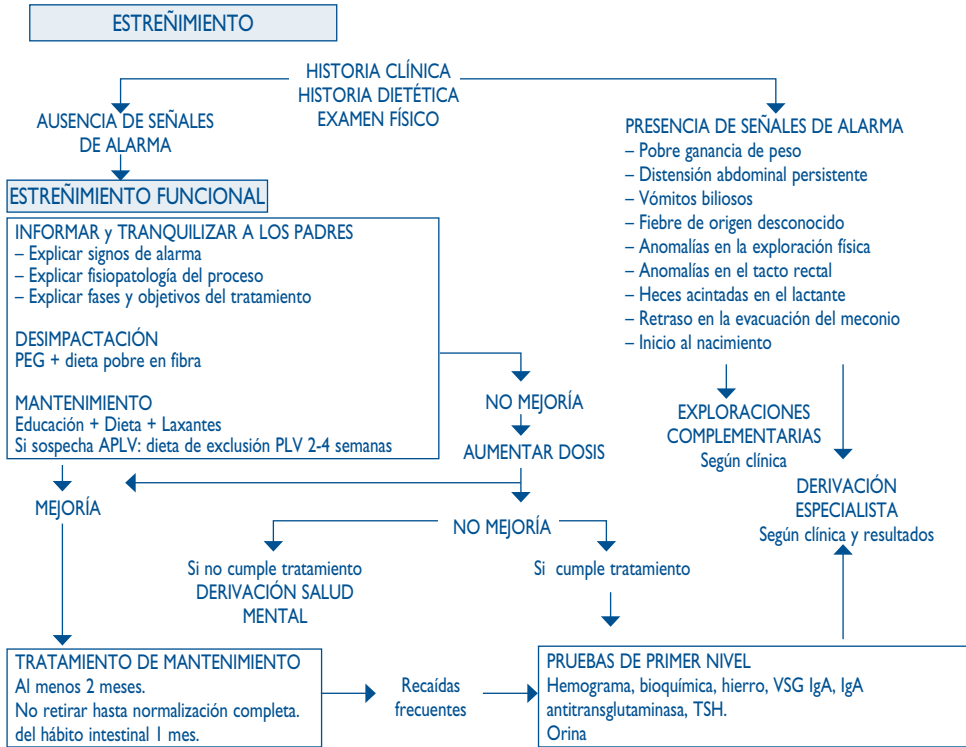 ESTREÑIMIENTO
HISTORIA CLÍNICA
HISTORIA DIETÉTICA
EXAMEN FÍSICO
AUSENCIA DE SEÑALES
DE ALARMA
ESTREÑIMIENTO FUNCIONAL
INFORMAR y TRANQUILIZAR A LOS PADRES
– Explicar signos de alarma
– Explicar fisiopatología del proceso
– Explicar fases y objetivos del tratamiento
DESIMPACTACIÓN
PEG + dieta pobre en fibra
MANTENIMIENTO
Educación + Dieta + Laxantes
Si sospecha APLV: dieta de exclusión PLV 2-4 semanas
PRESENCIA DE SEÑALES DE ALARMA
– Pobre ganancia de peso
– Distensión abdominal persistente
– Vómitos biliosos
– Fiebre de origen desconocido
– Anomalías en la exploración física
– Anomalías en el tacto rectal
– Heces acintadas en el lactante
– Retraso en la evacuación del meconio
– Inicio al nacimiento
NO MEJORÍA
AUMENTAR DOSIS
EXPLORACIONES
COMPLEMENTARIAS
Según clínica
DERIVACIÓN
ESPECIALISTA
Según clínica y resultados
MEJORÍA
NO MEJORÍA
Si no cumple tratamiento
DERIVACIÓN SALUD
MENTAL
Si cumple tratamiento
TRATAMIENTO DE MANTENIMIENTO
Al menos 2 meses.
No retirar hasta normalización completa.
del hábito intestinal 1 mes.
Recaídas
frecuentes
PRUEBAS DE PRIMER NIVEL
Hemograma, bioquímica, hierro, VSG IgA, IgA
antitransglutaminasa, TSH.
Orina